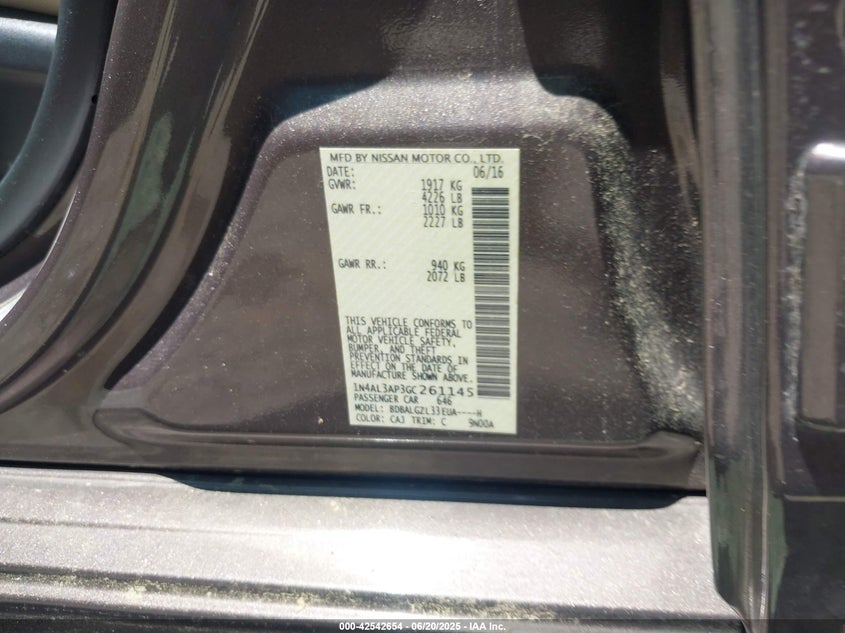 MFD BY NISSAN MOTOR CO., LTD.
DATE: 06/16
GVWR: 1917 KG
4226 LB
GAWR FR.: 1010 KG
2227 LB
GAWR RR.: 940 KG
2072 LB
THIS VEHICLE CONFORMS TO
ALL APPLICABLE FEDERAL
MOTOR VEHICLE SAFETY,
BUMPER, AND THEFT
PREVENTION STANDARDS IN
EFFECT ON THE DATE OF
MANUFACTURE SHOWN ABOVE.
1N4AL3AP3GC261145
PASSENGER CAR 646
MODEL: BDBALGZL33EUA----H
COLOR: CAJ TRIM: C 9N00A
000-42542654 - 06/20/2025 - IAA Inc.